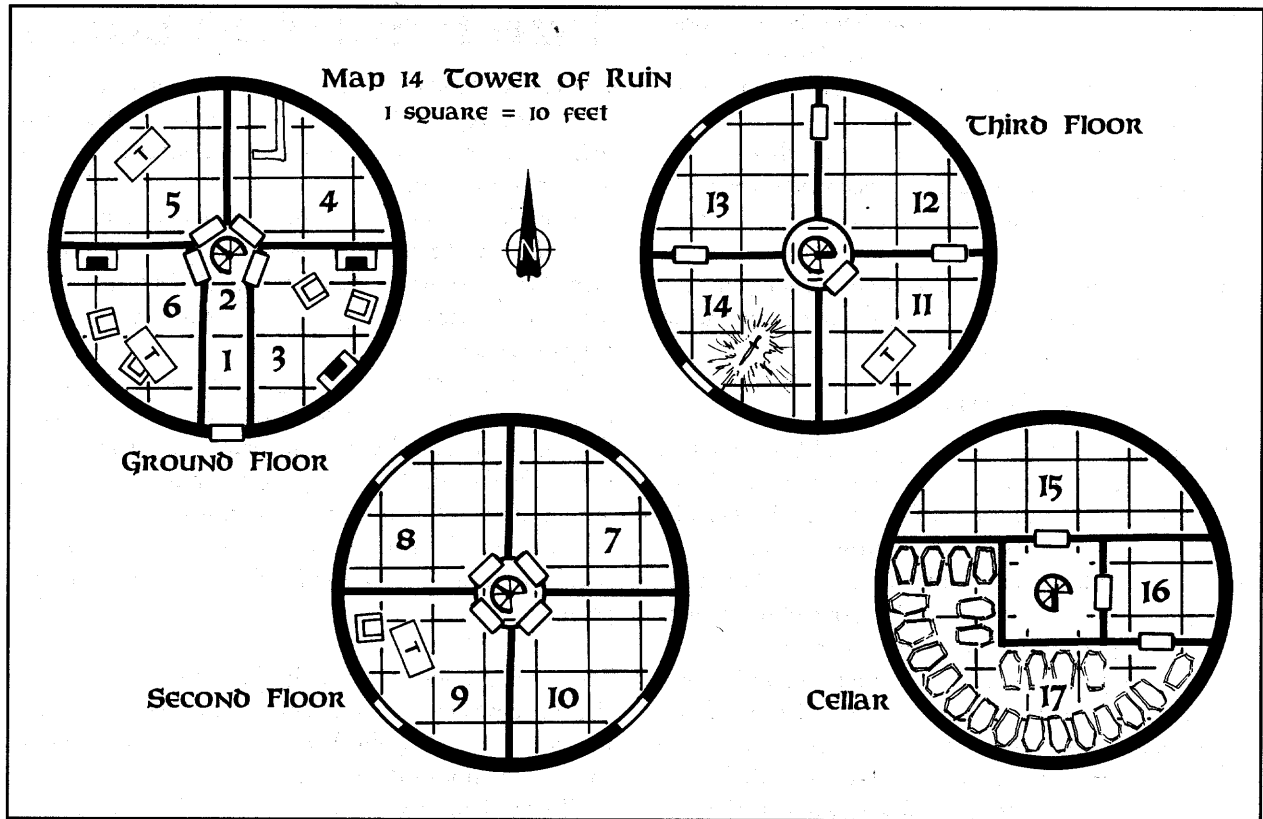 Map 14 Tower of Ruin
1 square = 10 feet
Third Floor
T
5
4
6
2
1
3
T
Ground Floor
N
13
12
14
11
T
8
7
9
10
T
Second Floor
15
16
17
Cellar